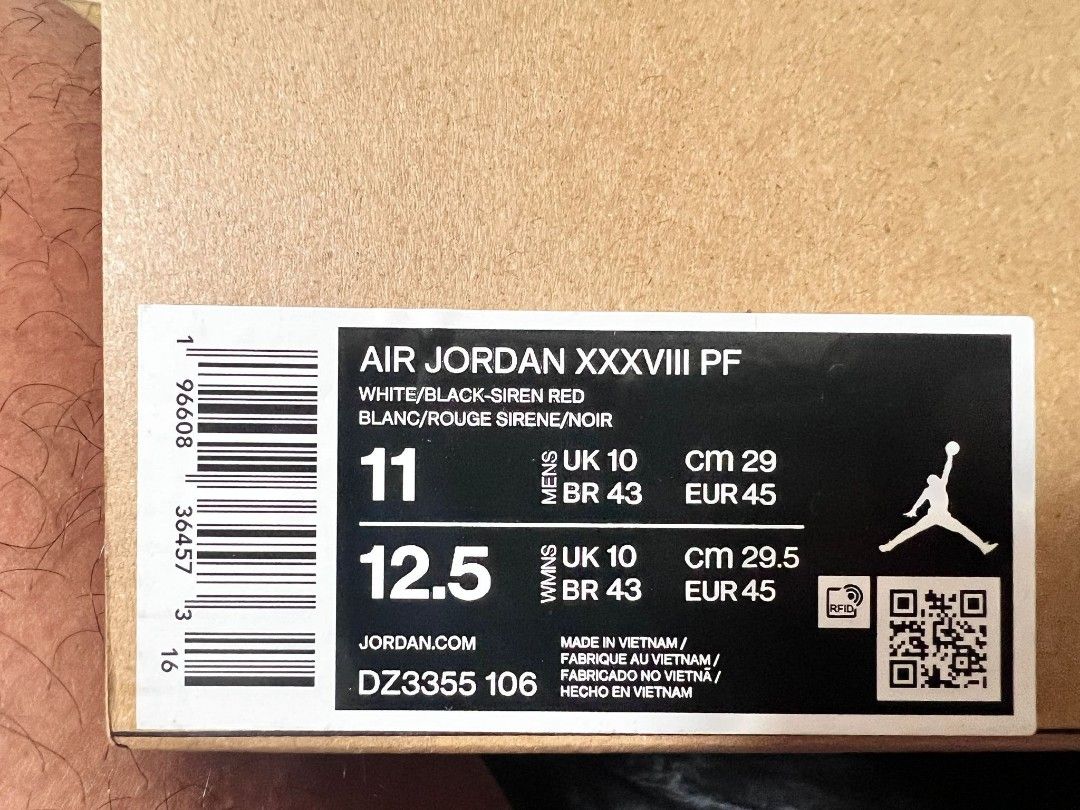 AIR JORDAN XXXVIII PF
WHITE/BLACK-SIREN RED
BLANC/ROUGE SIRENE/NOIR
11
MENS
UK 10 cm 29
BR 43 EUR 45
12.5
WMNS
UK 10 cm 29.5
BR 43 EUR 45
RFID
JORDAN.COM
DZ3355 106
MADE IN VIETNAM /
FABRIQUE AU VIETNAM /
FABRICADO NO VIETNÃ /
HECHO EN VIETNAM
1 96608 36457 3 16